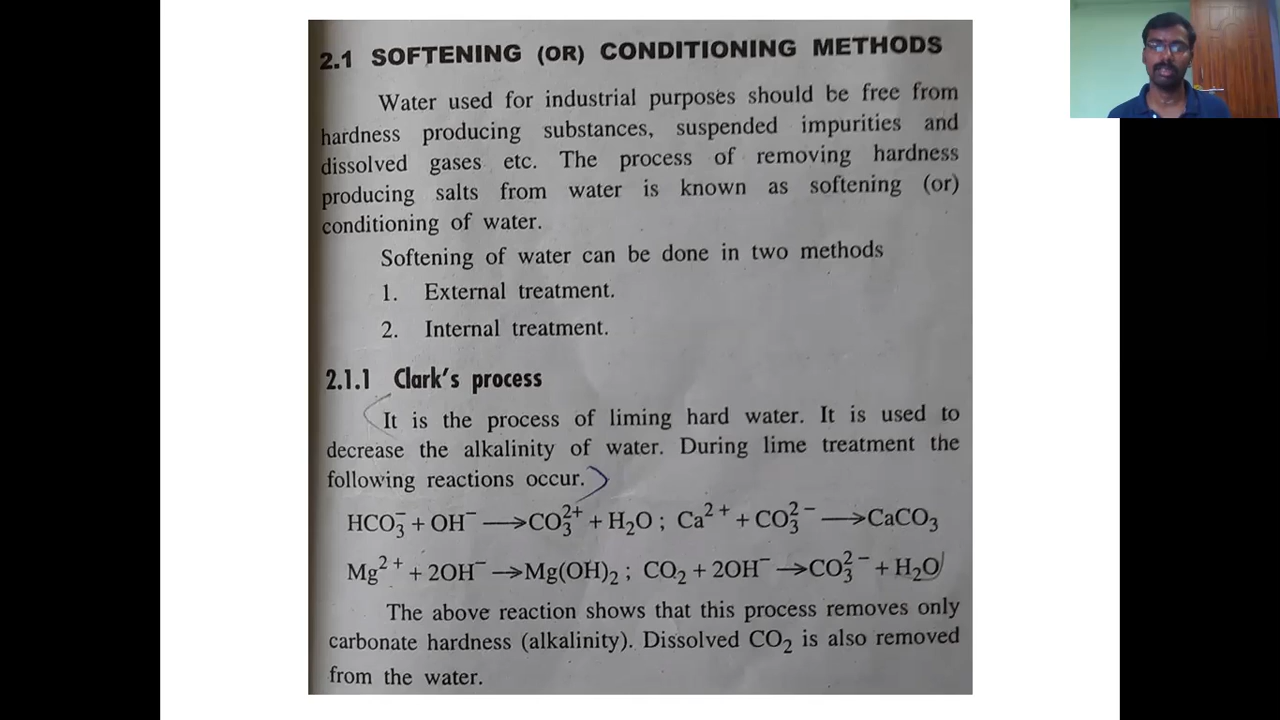 2.1 SOFTENING (OR) CONDITIONING METHODS
Water used for industrial purposes should be free from
hardness producing substances, suspended impurities and
dissolved gases etc. The process of removing hardness
producing salts from water is known as softening (or)
conditioning of water.
Softening of water can be done in two methods
1. External treatment.
2. Internal treatment.
2.1.1 Clark's process
It is the process of liming hard water. It is used to
decrease the alkalinity of water. During lime treatment the
following reactions occur.
HCO₃⁻ + OH⁻ ⟶ CO₃²⁺ + H₂O ; Ca²⁺ + CO₃²⁻ ⟶ CaCO₃
Mg²⁺ + 2OH⁻ ⟶ Mg(OH)₂ ; CO₂ + 2OH⁻ ⟶ CO₃²⁻ + H₂O
The above reaction shows that this process removes only
carbonate hardness (alkalinity). Dissolved CO₂ is also removed
from the water.